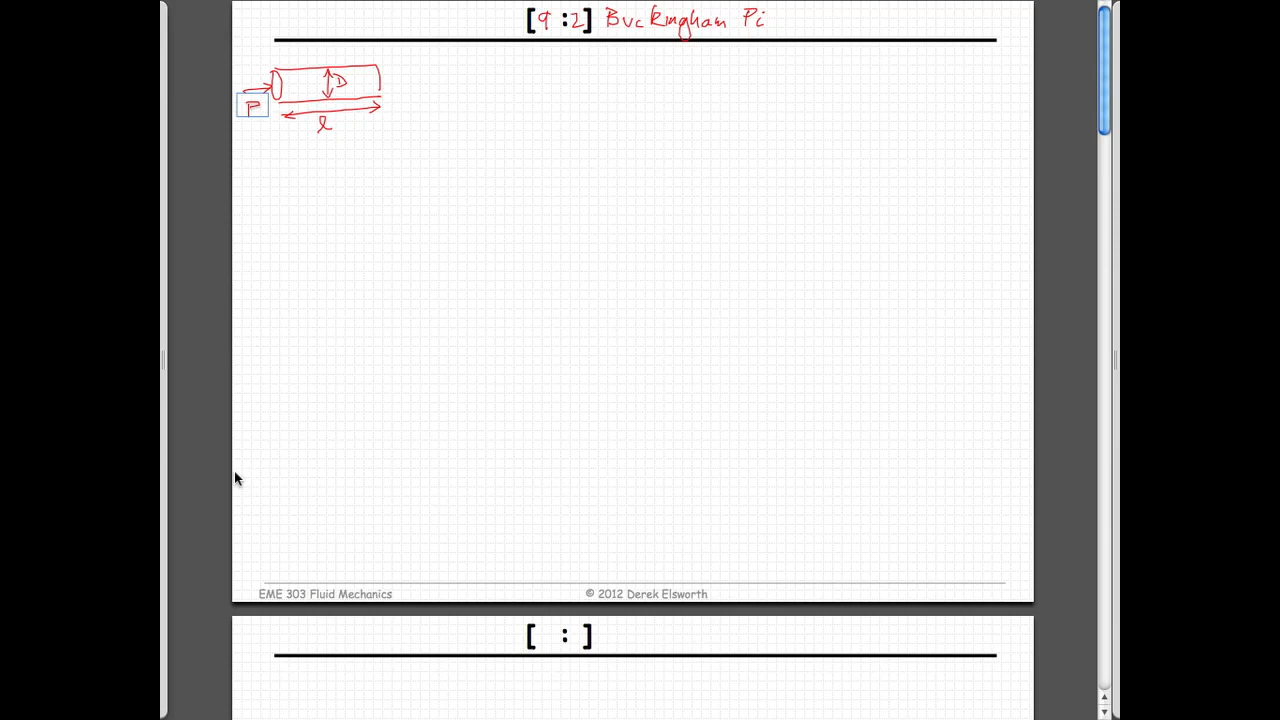 [9 :2] Buckingham Pi
D
P
l
EME 303 Fluid Mechanics
© 2012 Derek Elsworth
[ : ]